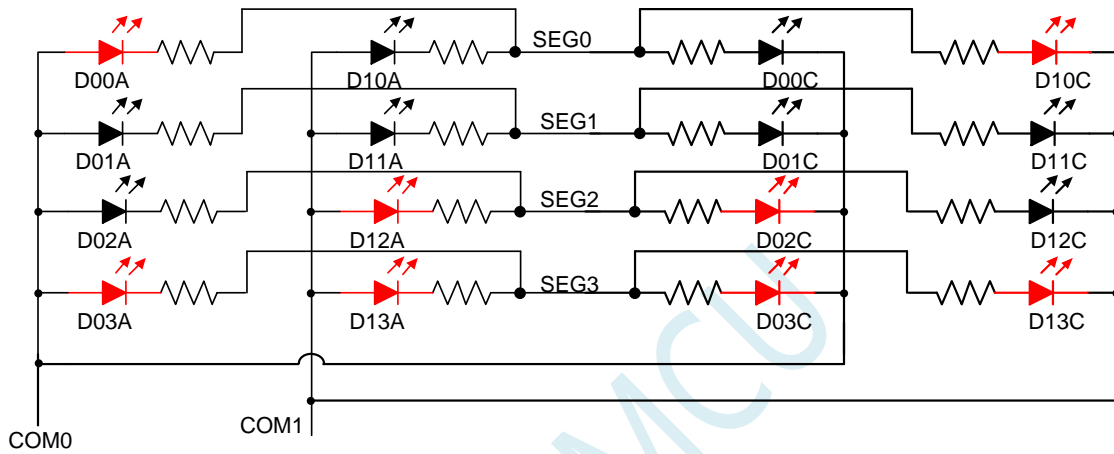 SEG0
D00A D10A D00C D10C
SEG1
D01A D11A D01C D11C
SEG2
D02A D12A D02C D12C
SEG3
D03A D13A D03C D13C
COM0 COM1
MCU